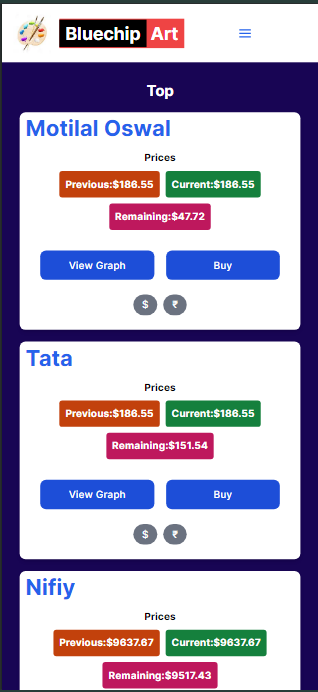 Bluechip Art
Top
Motilal Oswal
Prices
Previous:$186.55 Current:$186.55
Remaining:$47.72
View Graph Buy
$ ₹
Tata
Prices
Previous:$186.55 Current:$186.55
Remaining:$151.54
View Graph Buy
$ ₹
Nifiy
Prices
Previous:$9637.67 Current:$9637.67
Remaining:$9517.43